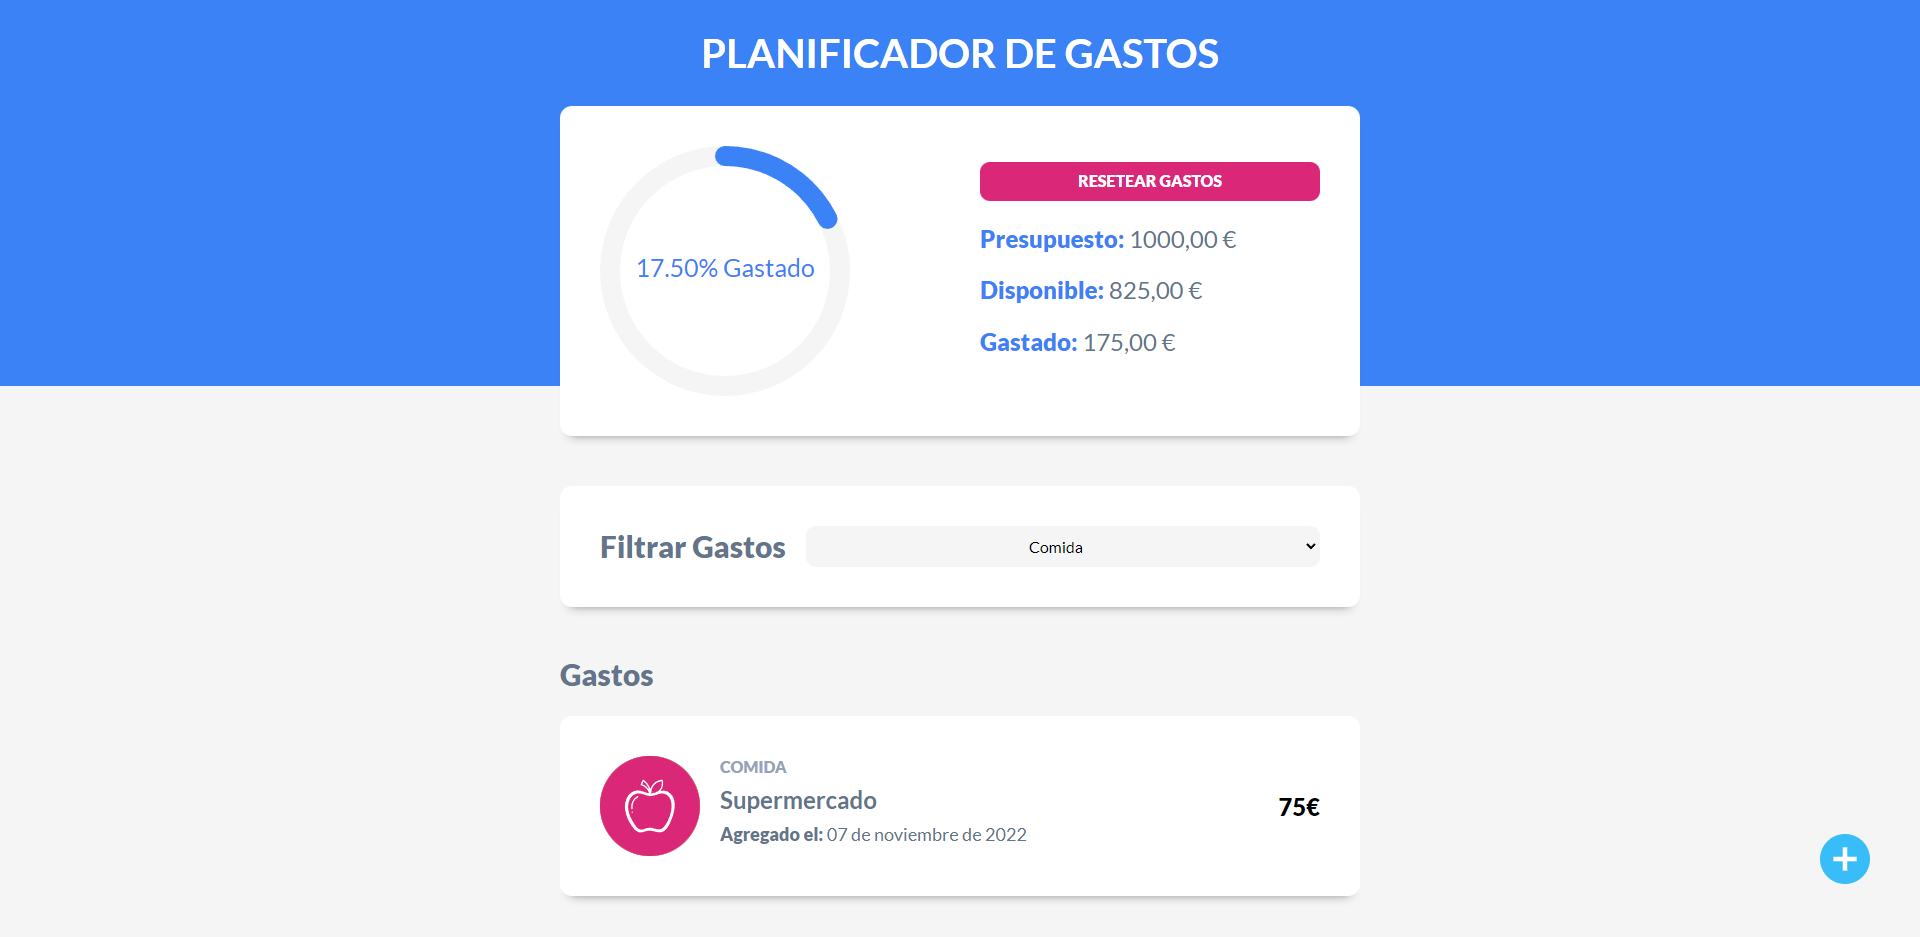 PLANIFICADOR DE GASTOS
17.50% Gastado
RESETEAR GASTOS
Presupuesto: 1000,00 €
Disponible: 825,00 €
Gastado: 175,00 €
Filtrar Gastos
Comida
Gastos
COMIDA
Supermercado
Agregado el: 07 de noviembre de 2022
75€